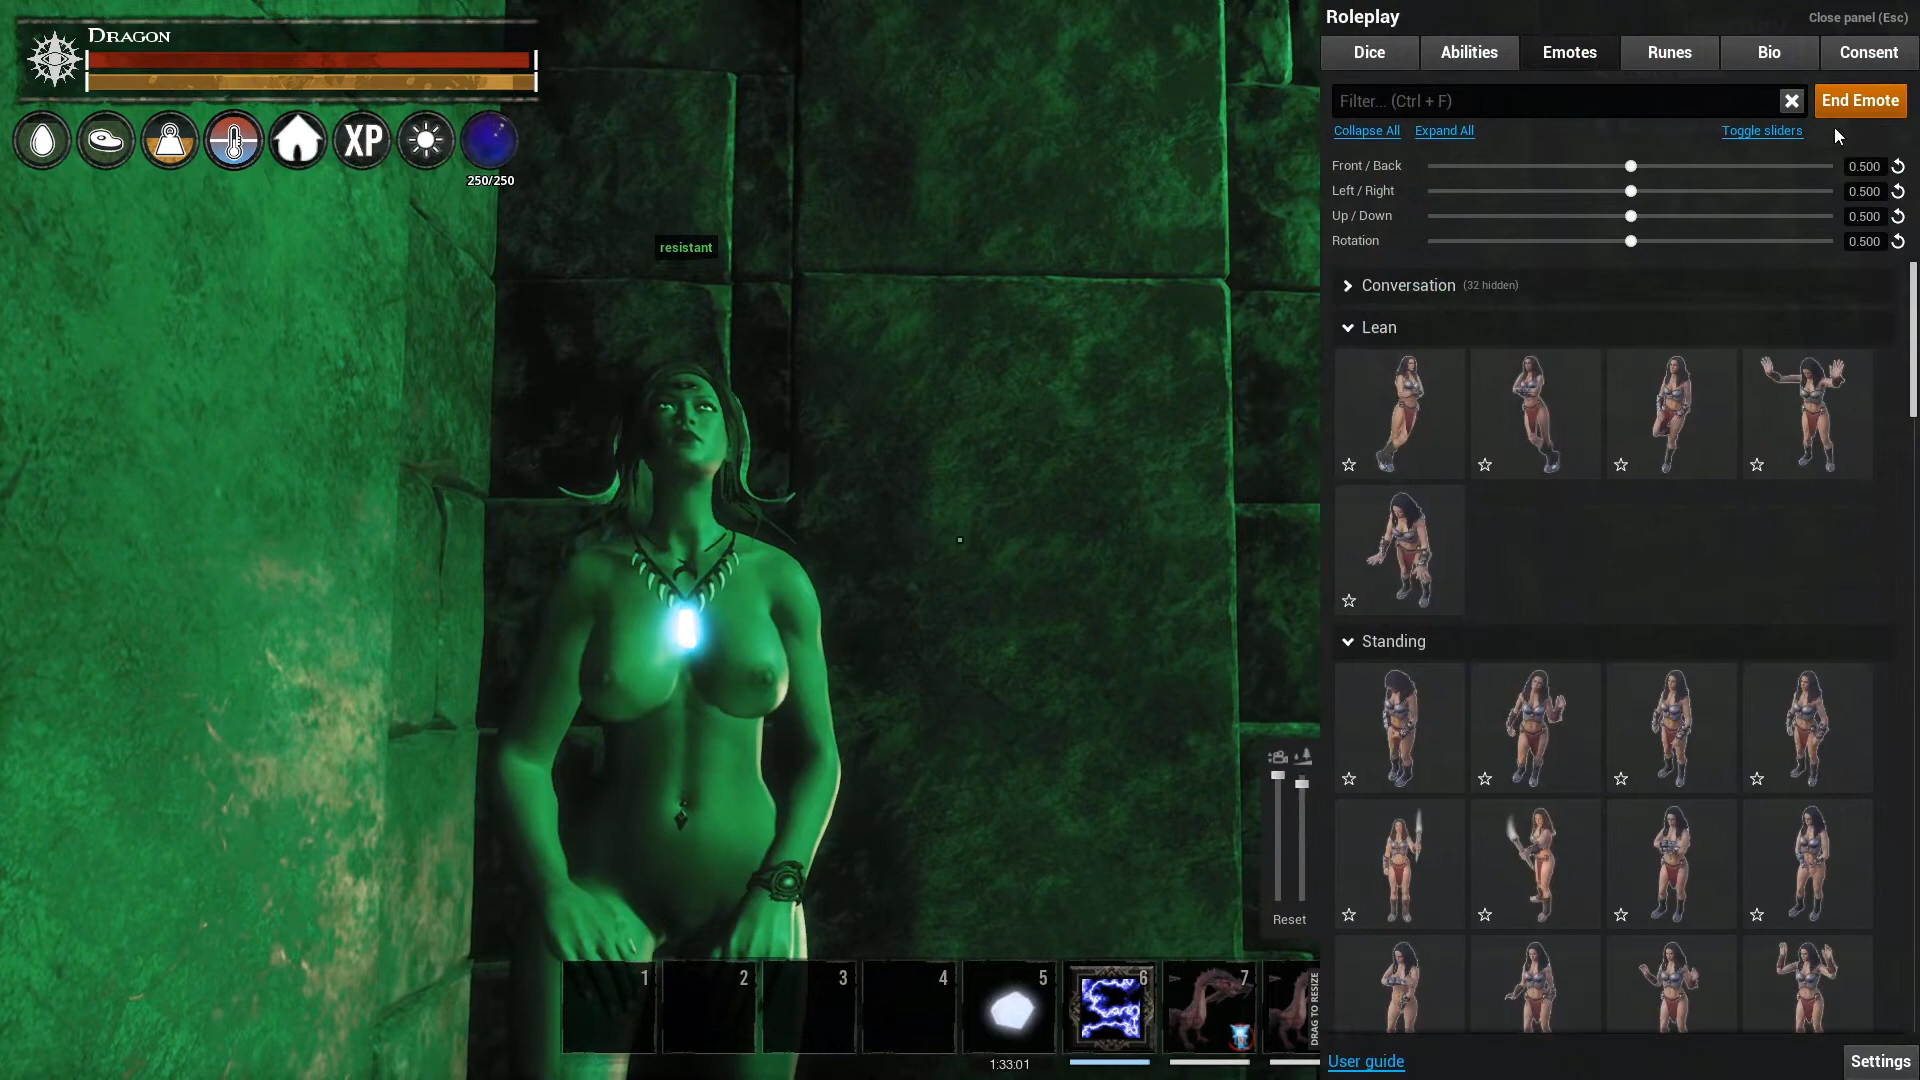 Dragon
XP
250/250
resistant
Reset
1
2
3
4
5
6
7
DRAG TO RESIZE
1:33:01
Roleplay
Close panel (Esc)
Dice
Abilities
Emotes
Runes
Bio
Consent
Filter... (Ctrl + F)
End Emote
Collapse All
Expand All
Toggle sliders
Front / Back
0.500
Left / Right
0.500
Up / Down
0.500
Rotation
0.500
Conversation (32 hidden)
Lean
Standing
User guide
Settings